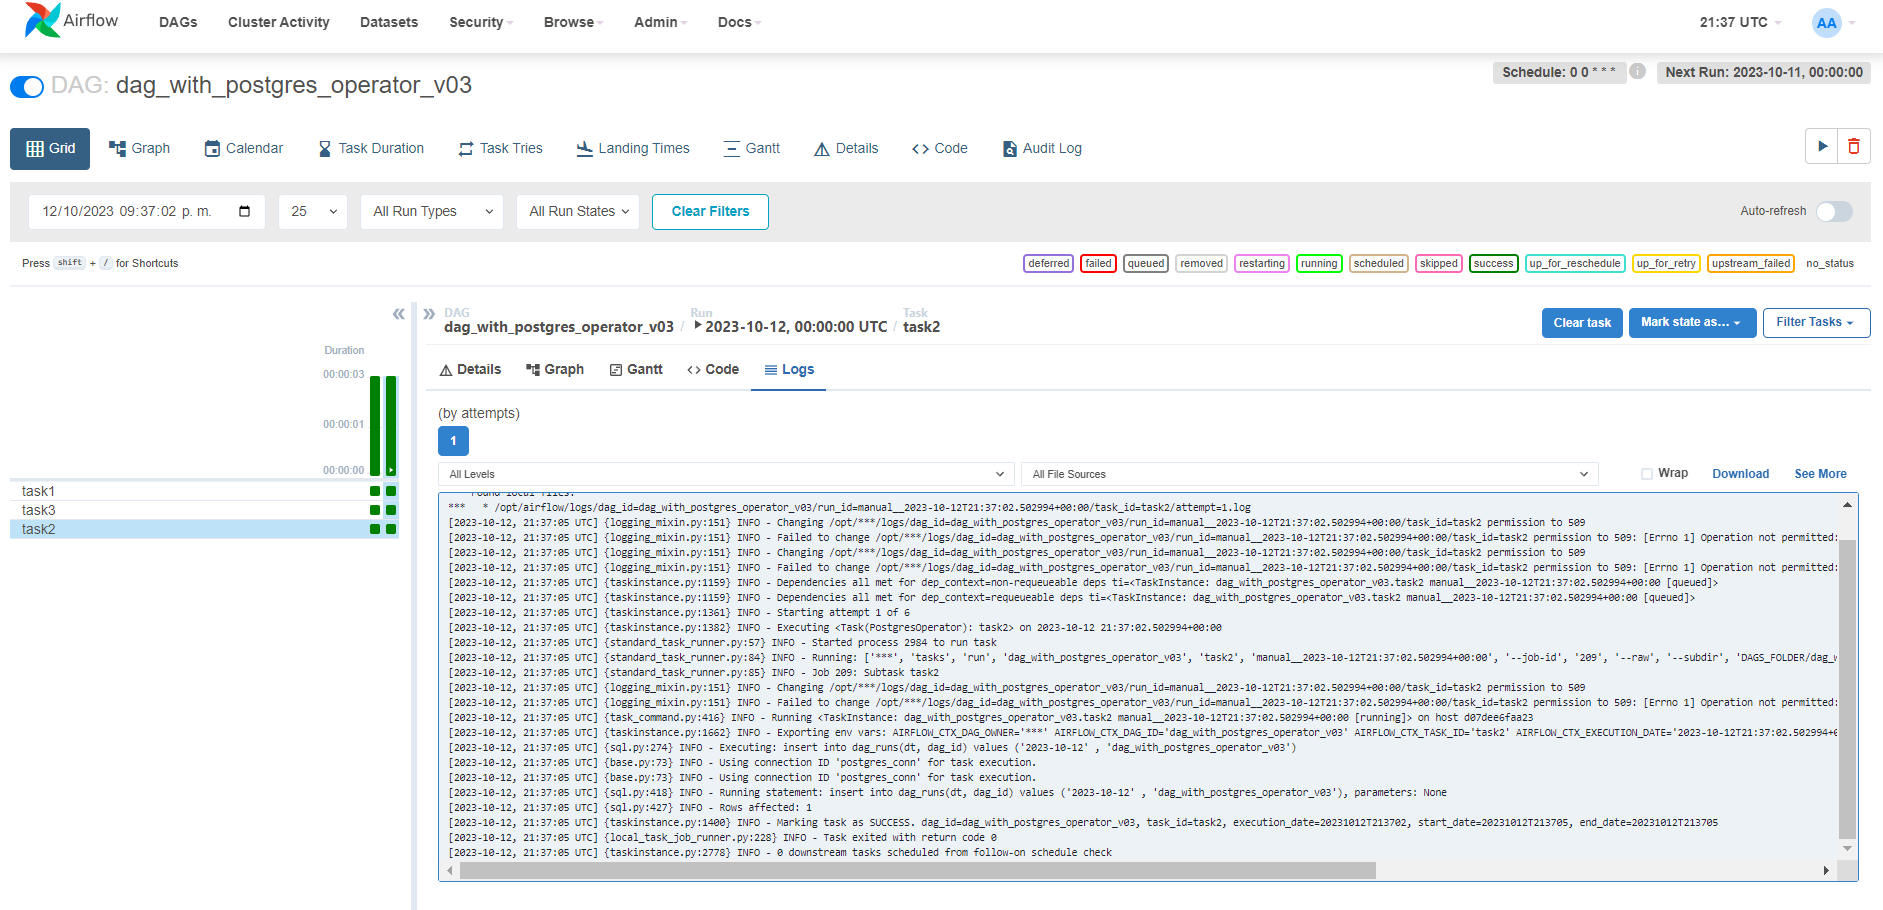 Airflow DAGs Cluster Activity Datasets Security Browse Admin Docs 21:37 UTC AA
DAG: dag_with_postgres_operator_v03 Schedule: 0 0 * * * i Next Run: 2023-10-11, 00:00:00
Grid Graph Calendar Task Duration Task Tries Landing Times Gantt Details Code Audit Log
12/10/2023 09:37:02 p. m. 25 All Run Types All Run States Clear Filters Auto-refresh
Press shift + / for Shortcuts deferred failed queued removed restarting running scheduled skipped success up_for_reschedule up_for_retry upstream_failed no_status
Duration
00:00:03
00:00:01
00:00:00
task1
task3
task2
DAG Run Task
dag_with_postgres_operator_v03 / 2023-10-12, 00:00:00 UTC / task2 Clear task Mark state as... Filter Tasks
Details Graph Gantt Code Logs
(by attempts)
1
All Levels All File Sources Wrap Download See More
Found local files:
*** * /opt/airflow/logs/dag_id=dag_with_postgres_operator_v03/run_id=manual__2023-10-12T21:37:02.502994+00:00/task_id=task2/attempt=1.log
[2023-10-12, 21:37:05 UTC] {logging_mixin.py:151} INFO - Changing /opt/***/logs/dag_id=dag_with_postgres_operator_v03/run_id=manual__2023-10-12T21:37:02.502994+00:00/task_id=task2 permission to 509
[2023-10-12, 21:37:05 UTC] {logging_mixin.py:151} INFO - Failed to change /opt/***/logs/dag_id=dag_with_postgres_operator_v03/run_id=manual__2023-10-12T21:37:02.502994+00:00/task_id=task2 permission to 509: [Errno 1] Operation not permitted:
[2023-10-12, 21:37:05 UTC] {logging_mixin.py:151} INFO - Changing /opt/***/logs/dag_id=dag_with_postgres_operator_v03/run_id=manual__2023-10-12T21:37:02.502994+00:00/task_id=task2 permission to 509
[2023-10-12, 21:37:05 UTC] {logging_mixin.py:151} INFO - Failed to change /opt/***/logs/dag_id=dag_with_postgres_operator_v03/run_id=manual__2023-10-12T21:37:02.502994+00:00/task_id=task2 permission to 509: [Errno 1] Operation not permitted:
[2023-10-12, 21:37:05 UTC] {taskinstance.py:1159} INFO - Dependencies all met for dep_context=non-requeueable deps ti=<TaskInstance: dag_with_postgres_operator_v03.task2 manual__2023-10-12T21:37:02.502994+00:00 [queued]>
[2023-10-12, 21:37:05 UTC] {taskinstance.py:1159} INFO - Dependencies all met for dep_context=requeueable deps ti=<TaskInstance: dag_with_postgres_operator_v03.task2 manual__2023-10-12T21:37:02.502994+00:00 [queued]>
[2023-10-12, 21:37:05 UTC] {taskinstance.py:1361} INFO - Starting attempt 1 of 6
[2023-10-12, 21:37:05 UTC] {taskinstance.py:1382} INFO - Executing <Task(PostgresOperator): task2> on 2023-10-12 21:37:02.502994+00:00
[2023-10-12, 21:37:05 UTC] {standard_task_runner.py:57} INFO - Started process 2984 to run task
[2023-10-12, 21:37:05 UTC] {standard_task_runner.py:84} INFO - Running: ['***', 'tasks', 'run', 'dag_with_postgres_operator_v03', 'task2', 'manual__2023-10-12T21:37:02.502994+00:00', '--job-id', '209', '--raw', '--subdir', 'DAGS_FOLDER/dag_w
[2023-10-12, 21:37:05 UTC] {standard_task_runner.py:85} INFO - Job 209: Subtask task2
[2023-10-12, 21:37:05 UTC] {logging_mixin.py:151} INFO - Changing /opt/***/logs/dag_id=dag_with_postgres_operator_v03/run_id=manual__2023-10-12T21:37:02.502994+00:00/task_id=task2 permission to 509
[2023-10-12, 21:37:05 UTC] {logging_mixin.py:151} INFO - Failed to change /opt/***/logs/dag_id=dag_with_postgres_operator_v03/run_id=manual__2023-10-12T21:37:02.502994+00:00/task_id=task2 permission to 509: [Errno 1] Operation not permitted:
[2023-10-12, 21:37:05 UTC] {task_command.py:416} INFO - Running <TaskInstance: dag_with_postgres_operator_v03.task2 manual__2023-10-12T21:37:02.502994+00:00 [running]> on host d07dee6faa23
[2023-10-12, 21:37:05 UTC] {taskinstance.py:1662} INFO - Exporting env vars: AIRFLOW_CTX_DAG_OWNER='***' AIRFLOW_CTX_DAG_ID='dag_with_postgres_operator_v03' AIRFLOW_CTX_TASK_ID='task2' AIRFLOW_CTX_EXECUTION_DATE='2023-10-12T21:37:02.502994+0
[2023-10-12, 21:37:05 UTC] {sql.py:274} INFO - Executing: insert into dag_runs(dt, dag_id) values ('2023-10-12' , 'dag_with_postgres_operator_v03')
[2023-10-12, 21:37:05 UTC] {base.py:73} INFO - Using connection ID 'postgres_conn' for task execution.
[2023-10-12, 21:37:05 UTC] {base.py:73} INFO - Using connection ID 'postgres_conn' for task execution.
[2023-10-12, 21:37:05 UTC] {sql.py:418} INFO - Running statement: insert into dag_runs(dt, dag_id) values ('2023-10-12' , 'dag_with_postgres_operator_v03'), parameters: None
[2023-10-12, 21:37:05 UTC] {sql.py:427} INFO - Rows affected: 1
[2023-10-12, 21:37:05 UTC] {taskinstance.py:1400} INFO - Marking task as SUCCESS. dag_id=dag_with_postgres_operator_v03, task_id=task2, execution_date=20231012T213702, start_date=20231012T213705, end_date=20231012T213705
[2023-10-12, 21:37:05 UTC] {local_task_job_runner.py:228} INFO - Task exited with return code 0
[2023-10-12, 21:37:05 UTC] {taskinstance.py:2778} INFO - 0 downstream tasks scheduled from follow-on schedule check